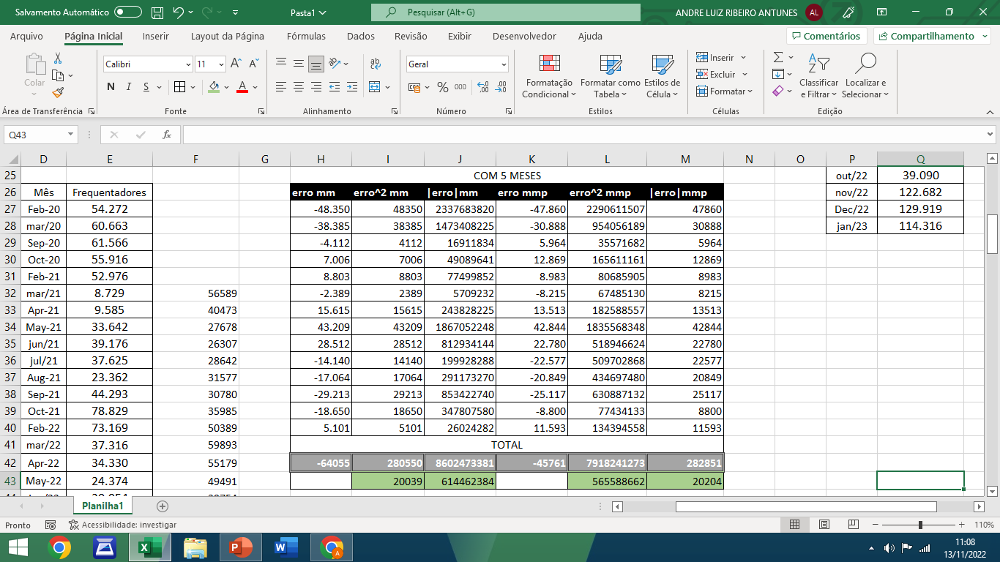 Salvamento Automático Pasta1 Pesquisar (Alt+G) ANDRE LUIZ RIBEIRO ANTUNES AL
Arquivo Página Inicial Inserir Layout da Página Fórmulas Dados Revisão Exibir Desenvolvedor Ajuda Comentários Compartilhamento
Colar Calibri 11 Geral Formatação Condicional Formatar como Tabela Estilos de Célula Inserir Excluir Formatar Classificar e Filtrar Localizar e Selecionar
N I S ab % 000
Área de Transferência Fonte Alinhamento Número Estilos Células Edição
Q43 fx
D E F G H I J K L M N O P Q
25 COM 5 MESES out/22 39.090
26 Mês Frequentadores erro mm erro^2 mm |erro|mm erro mmp erro^2 mmp |erro|mmp nov/22 122.682
27 Feb-20 54.272 -48.350 48350 2337683820 -47.860 2290611507 47860 Dec/22 129.919
28 mar/20 60.663 -38.385 38385 1473408225 -30.888 954056189 30888 jan/23 114.316
29 Sep-20 61.566 -4.112 4112 16911834 5.964 35571682 5964
30 Oct-20 55.916 7.006 7006 49089641 12.869 165611161 12869
31 Feb-21 52.976 8.803 8803 77499852 8.983 80685905 8983
32 mar/21 8.729 56589 -2.389 2389 5709232 -8.215 67485130 8215
33 Apr-21 9.585 40473 15.615 15615 243828225 13.513 182588557 13513
34 May-21 33.642 27678 43.209 43209 1867052248 42.844 1835568348 42844
35 jun/21 39.176 26307 28.512 28512 812934144 22.780 518946624 22780
36 jul/21 37.625 28642 -14.140 14140 199928288 -22.577 509702868 22577
37 Aug-21 23.362 31577 -17.064 17064 291173270 -20.849 434697480 20849
38 Sep-21 44.293 30780 -29.213 29213 853422740 -25.117 630887132 25117
39 Oct-21 78.829 35985 -18.650 18650 347807580 -8.800 77434133 8800
40 Feb-22 73.169 50389 5.101 5101 26024282 11.593 134394558 11593
41 mar/22 37.316 59893 TOTAL
42 Apr-22 34.330 55179 -64055 280550 8602473381 -45761 7918241273 282851
43 May-22 24.374 49491 20039 614462384 565588662 20204
Planilha1
Pronto Acessibilidade: investigar 110%
11:08
13/11/2022